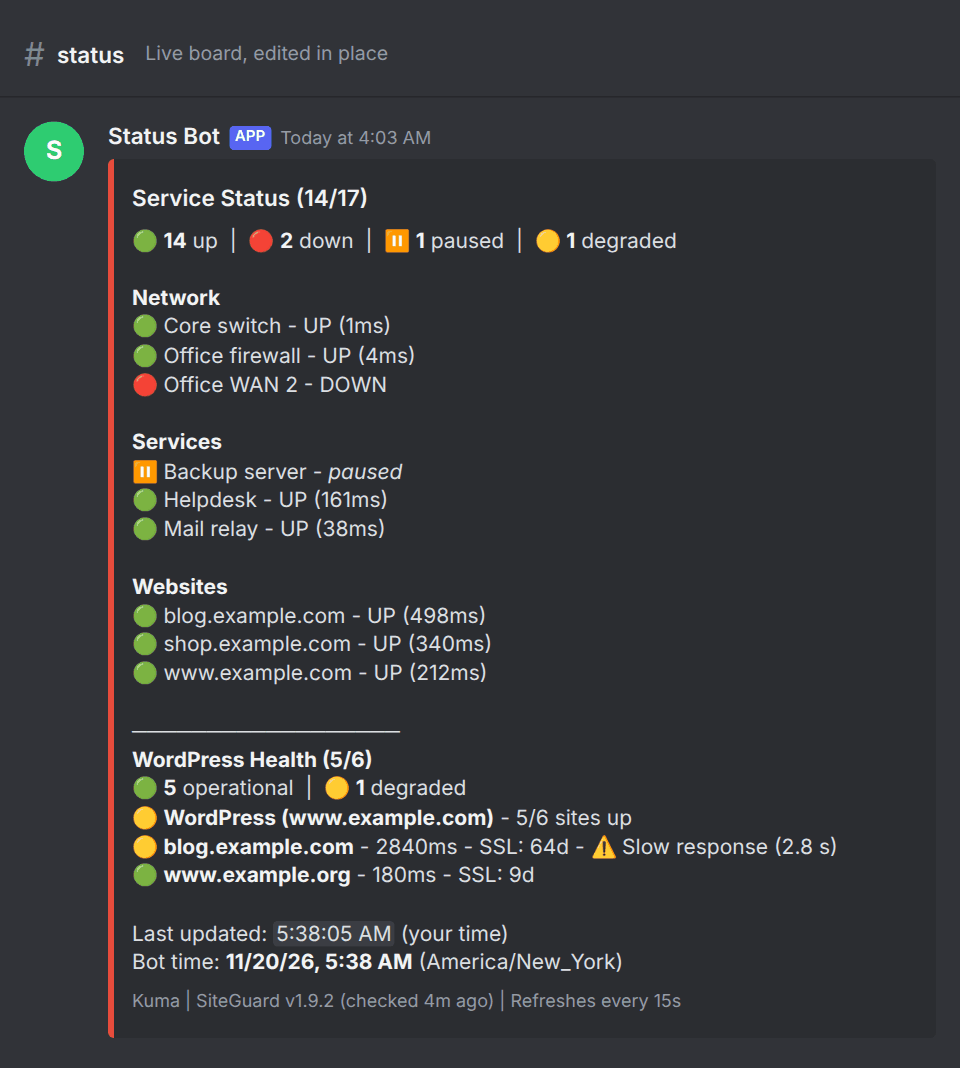 # status Live board, edited in place
S
Status Bot APP Today at 4:03 AM
Service Status (14/17)
🟢 14 up | 🔴 2 down | ⏸️ 1 paused | 🟡 1 degraded
Network
🟢 Core switch - UP (1ms)
🟢 Office firewall - UP (4ms)
🔴 Office WAN 2 - DOWN
Services
⏸️ Backup server - paused
🟢 Helpdesk - UP (161ms)
🟢 Mail relay - UP (38ms)
Websites
🟢 blog.example.com - UP (498ms)
🟢 shop.example.com - UP (340ms)
🟢 www.example.com - UP (212ms)
WordPress Health (5/6)
🟢 5 operational | 🟡 1 degraded
🟡 WordPress (www.example.com) - 5/6 sites up
🟡 blog.example.com - 2840ms - SSL: 64d - ⚠️ Slow response (2.8 s)
🟢 www.example.org - 180ms - SSL: 9d
Last updated: 5:38:05 AM (your time)
Bot time: 11/20/26, 5:38 AM (America/New_York)
Kuma | SiteGuard v1.9.2 (checked 4m ago) | Refreshes every 15s